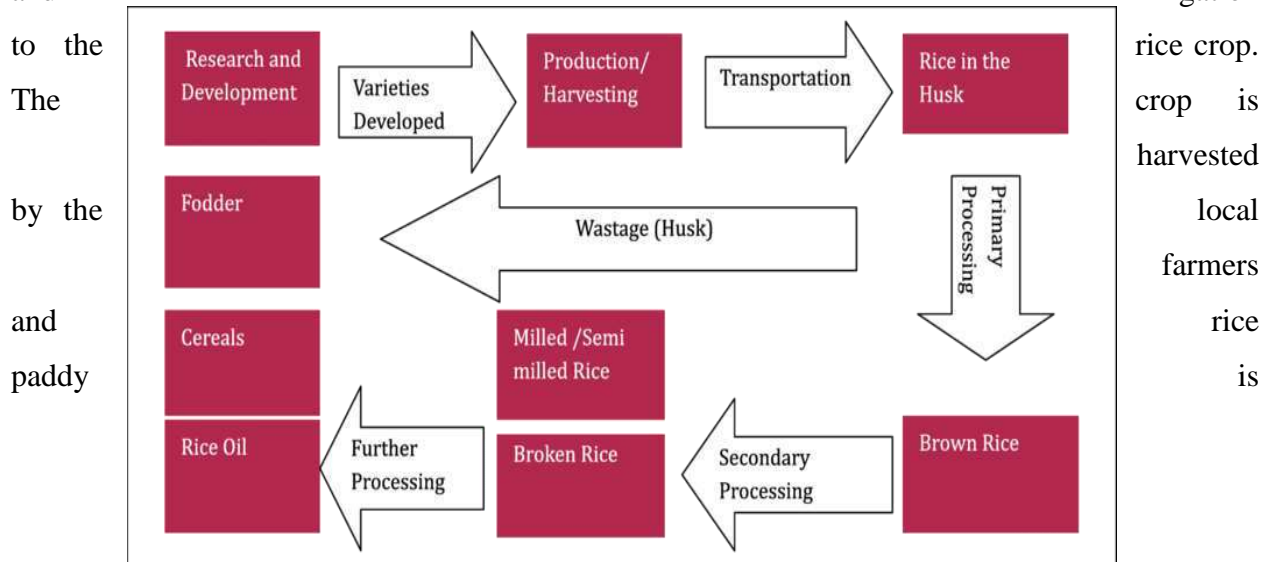 to the rice crop.
The crop is
harvested
by the local
farmers
and rice
paddy is
Research and
Development
Varieties
Developed
Production/
Harvesting
Transportation
Rice in the
Husk
Primary
Processing
Wastage (Husk)
Fodder
Cereals
Milled /Semi
milled Rice
Rice Oil
Further
Processing
Broken Rice
Secondary
Processing
Brown Rice